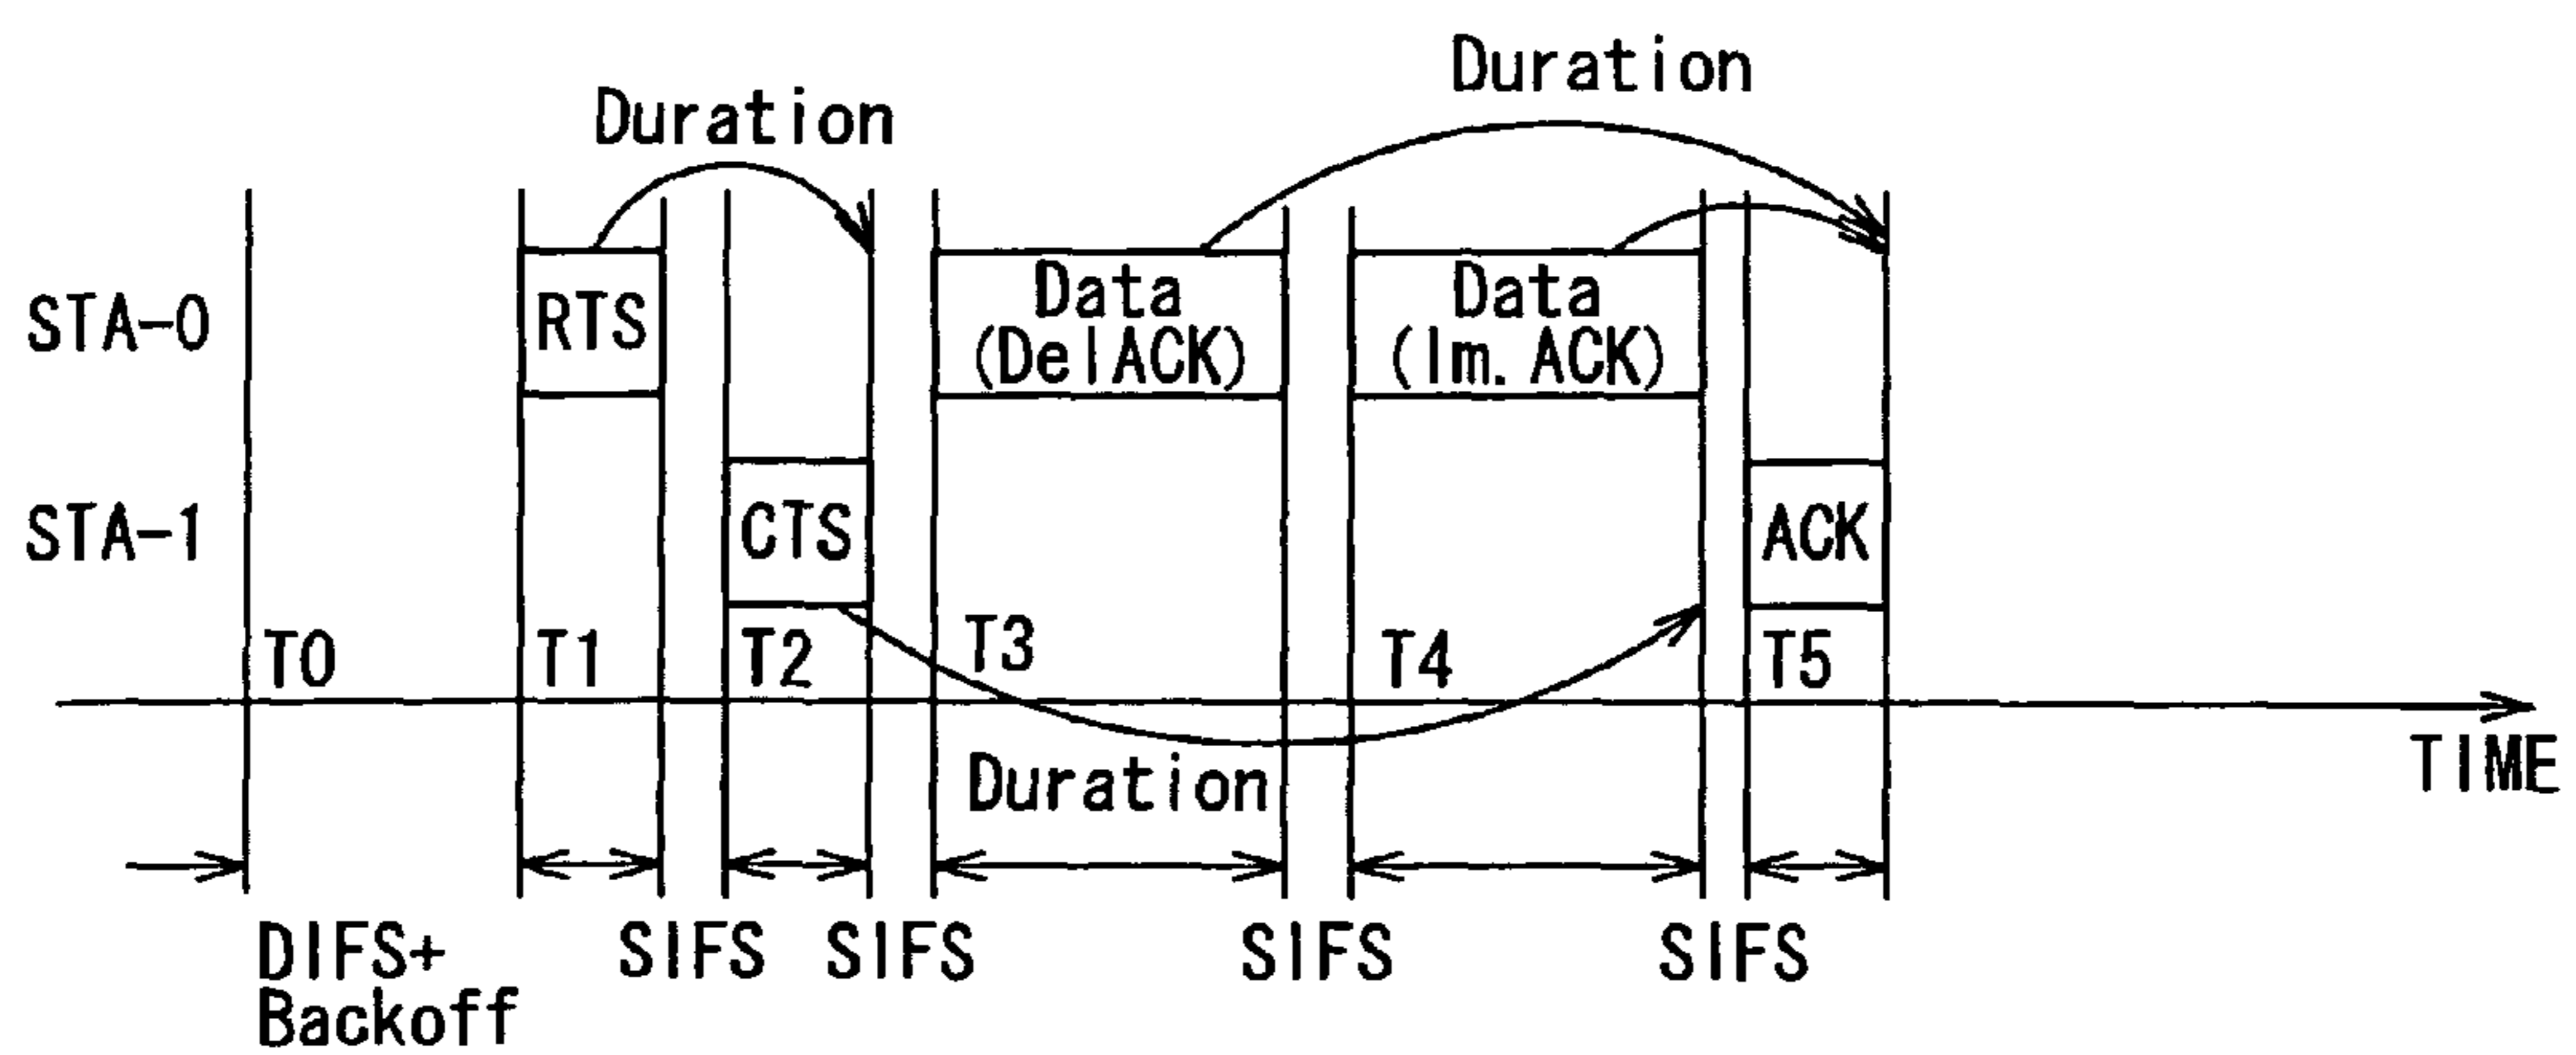 Duration
Duration
STA-0
RTS
Data
(DelACK)
Data
(Im. ACK)
STA-1
CTS
ACK
T0
T1
T2
T3
T4
T5
Duration
TIME
DIFS+
Backoff
SIFS
SIFS
SIFS
SIFS